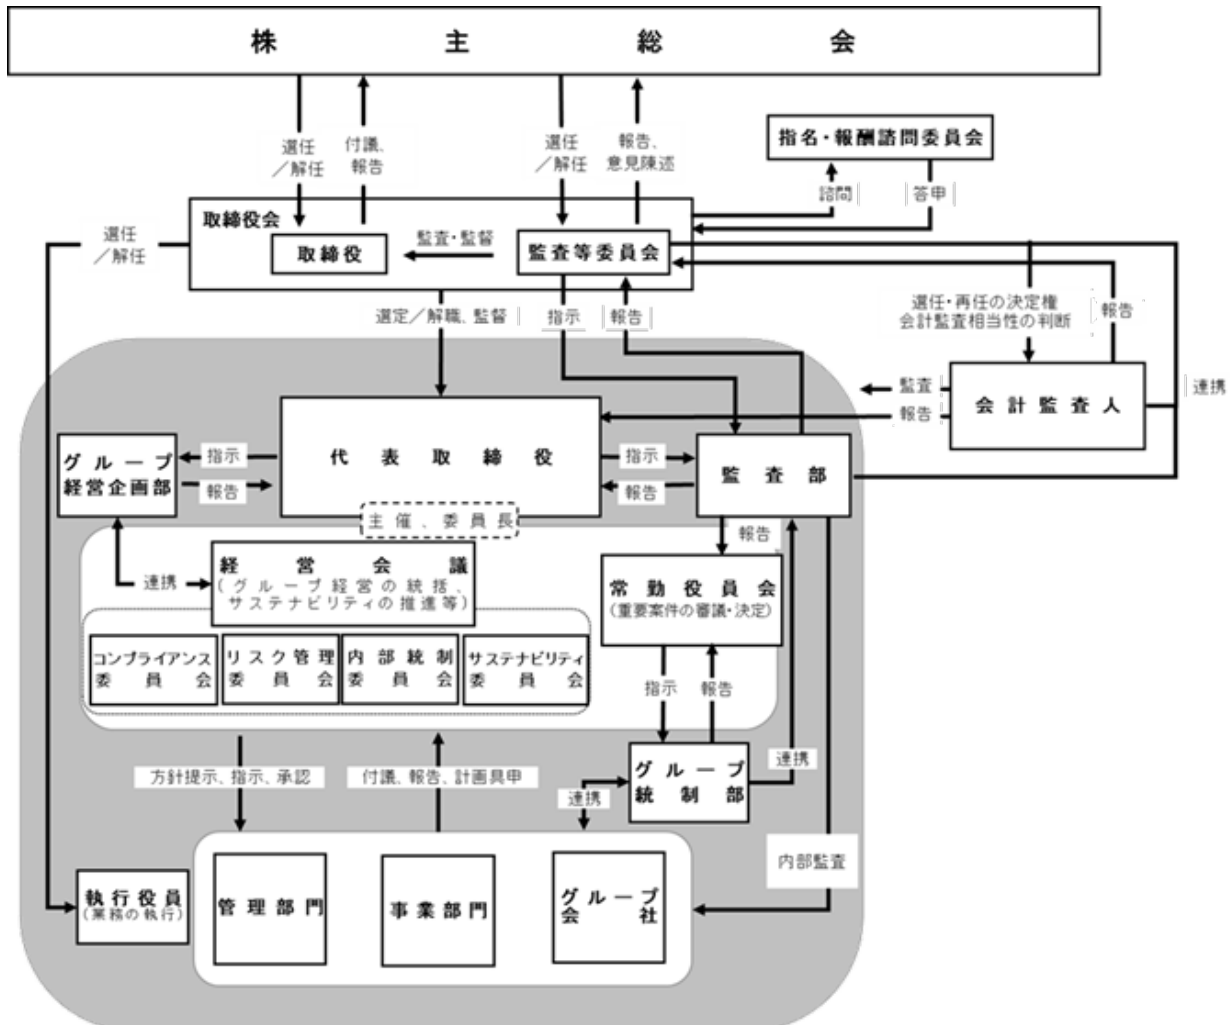 株主総会
選任
／解任
付議、
報告
選任
／解任
報告、
意見陳述
指名・報酬諮問委員会
諮問
答申
取締役会
取締役
監査・監督
監査等委員会
選任
／解任
選定／解職、監督
指示
報告
選任・再任の決定権
会計監査相当性の判断
報告
連携
監査
報告
会計監査人
グループ
経営企画部
指示
報告
代表取締役
指示
報告
監査部
主催、委員長
報告
連携
経営会議
(グループ経営の統括、
サステナビリティの推進等)
常勤役員会
(重要案件の審議・決定)
コンプライアンス
委員会
リスク管理
委員会
内部統制
委員会
サステナビリティ
委員会
指示
報告
方針提示、指示、承認
付議、報告、計画具申
連携
グループ
統制部
連携
内部監査
執行役員
(業務の執行)
管理部門
事業部門
グループ
会社